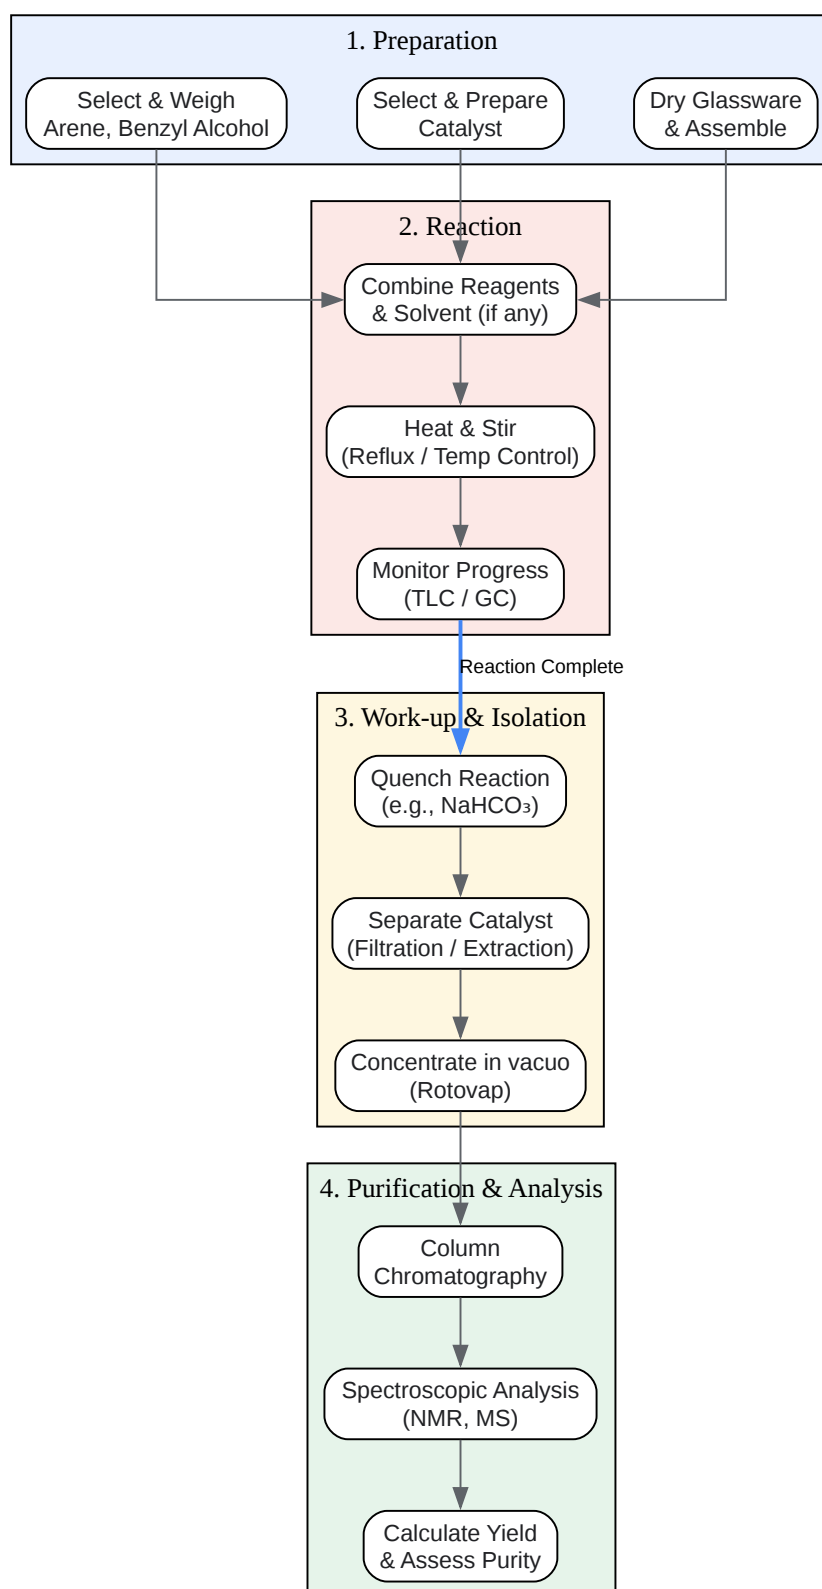 1. Preparation
Select & Weigh
Arene, Benzyl Alcohol
Select & Prepare
Catalyst
Dry Glassware
& Assemble
2. Reaction
Combine Reagents
& Solvent (if any)
Heat & Stir
(Reflux / Temp Control)
Monitor Progress
(TLC / GC)
Reaction Complete
3. Work-up & Isolation
Quench Reaction
(e.g., NaHCO₃)
Separate Catalyst
(Filtration / Extraction)
Concentrate in vacuo
(Rotovap)
4. Purification & Analysis
Column
Chromatography
Spectroscopic Analysis
(NMR, MS)
Calculate Yield
& Assess Purity